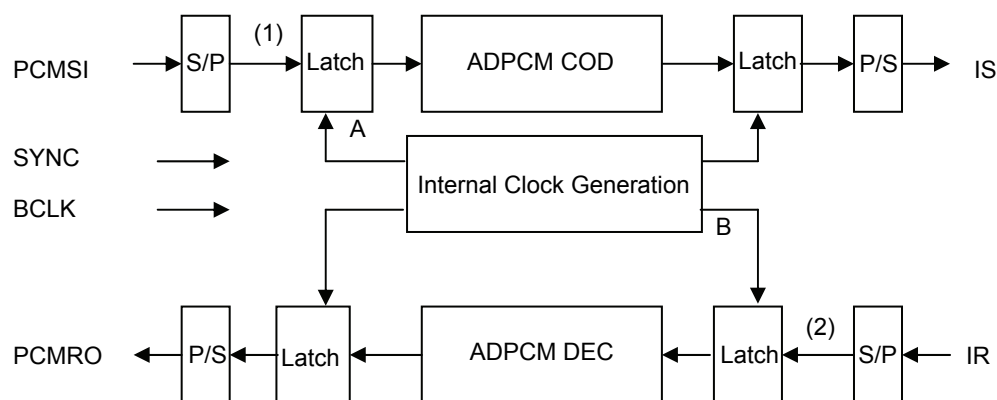 (1)
PCMSI S/P Latch ADPCM COD Latch P/S IS
A
SYNC
Internal Clock Generation
BCLK
B
(2)
PCMRO P/S Latch ADPCM DEC Latch S/P IR